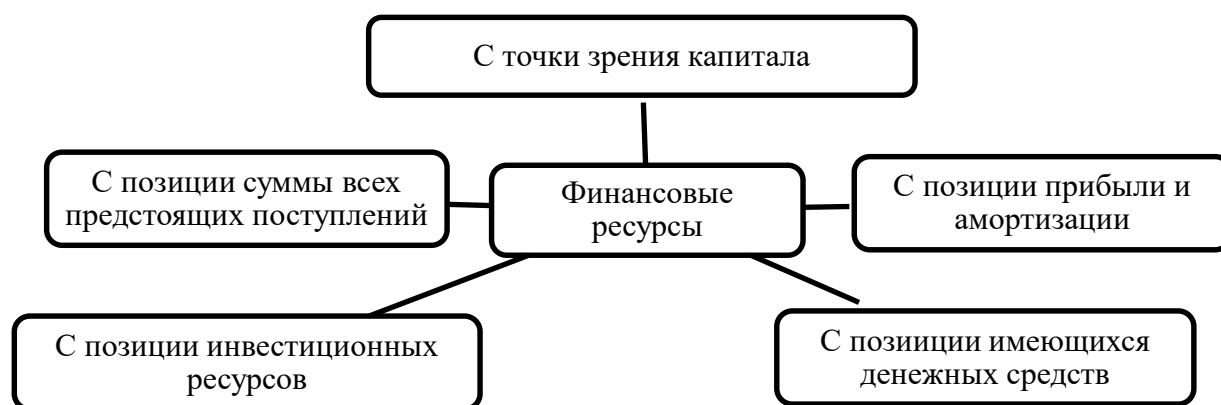 С точки зрения капитала
С позиции суммы всех
предстоящих поступлений
Финансовые
ресурсы
С позиции прибыли и
амортизации
С позиции инвестиционных
ресурсов
С позииции имеющихся
денежных средств